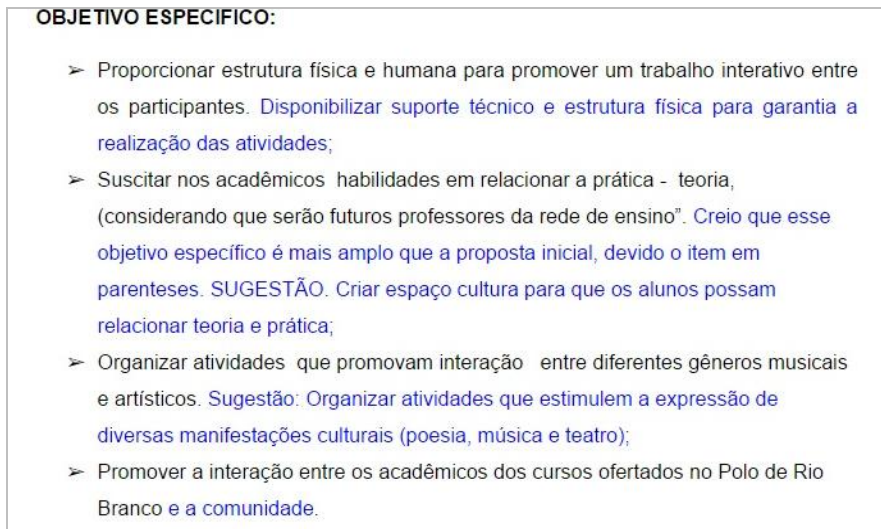 OBJETIVO ESPECIFICO:
➢ Proporcionar estrutura física e humana para promover um trabalho interativo entre
os participantes. Disponibilizar suporte técnico e estrutura física para garantia a
realização das atividades;
➢ Suscitar nos acadêmicos habilidades em relacionar a prática - teoria,
(considerando que serão futuros professores da rede de ensino”. Creio que esse
objetivo específico é mais amplo que a proposta inicial, devido o item em
parenteses. SUGESTÃO. Criar espaço cultura para que os alunos possam
relacionar teoria e prática;
➢ Organizar atividades que promovam interação entre diferentes gêneros musicais
e artísticos. Sugestão: Organizar atividades que estimulem a expressão de
diversas manifestações culturais (poesia, música e teatro);
➢ Promover a interação entre os acadêmicos dos cursos ofertados no Polo de Rio
Branco e a comunidade.